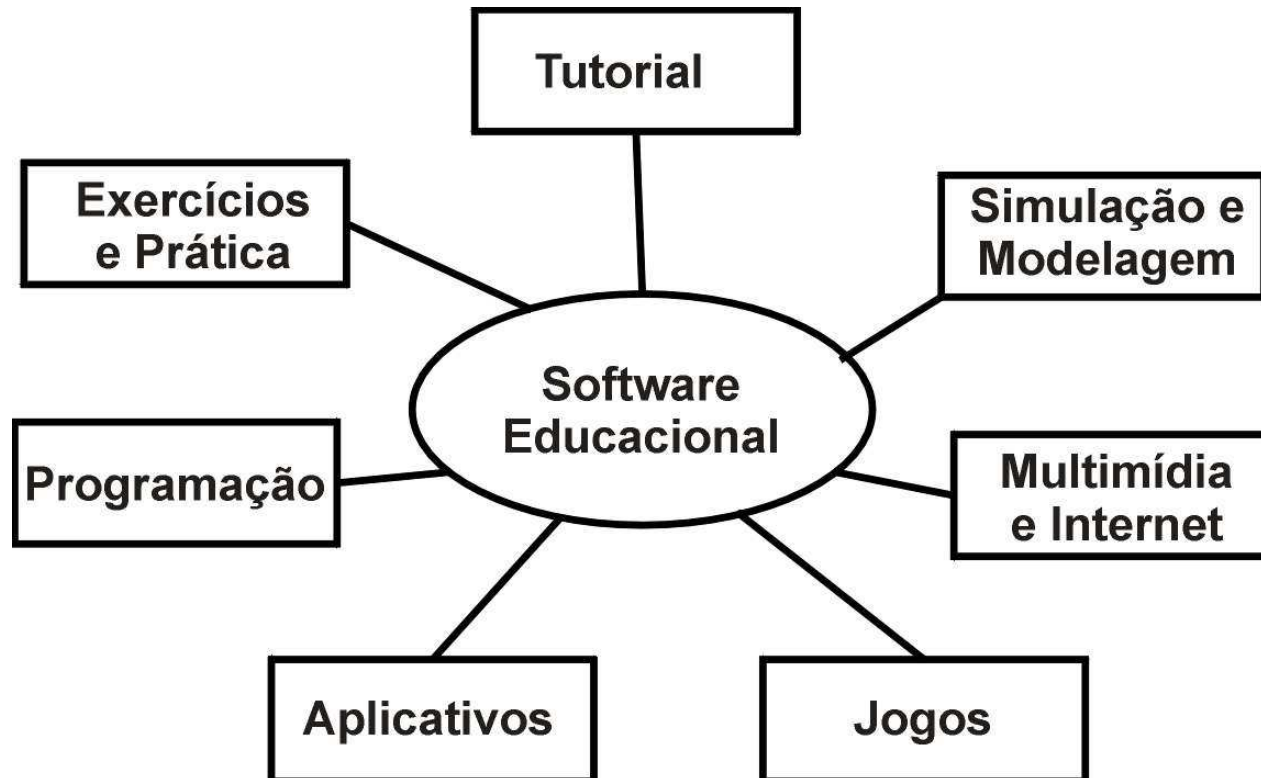 Tutorial
Exercícios
e Prática
Simulação e
Modelagem
Software
Educacional
Programação
Multimídia
e Internet
Aplicativos
Jogos